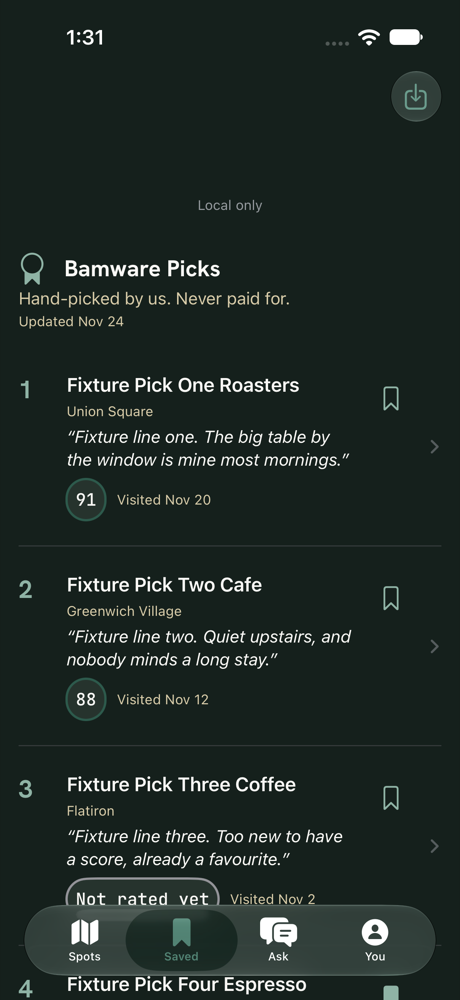 1:31
Local only
Bamware Picks
Hand-picked by us. Never paid for.
Updated Nov 24
1
Fixture Pick One Roasters
Union Square
“Fixture line one. The big table by
the window is mine most mornings.”
91
Visited Nov 20
2
Fixture Pick Two Cafe
Greenwich Village
“Fixture line two. Quiet upstairs, and
nobody minds a long stay.”
88
Visited Nov 12
3
Fixture Pick Three Coffee
Flatiron
“Fixture line three. Too new to have
a score, already a favourite.”
Not rated yet
Visited Nov 2
4
Fixture Pick Four Espresso
Spots
Saved
Ask
You